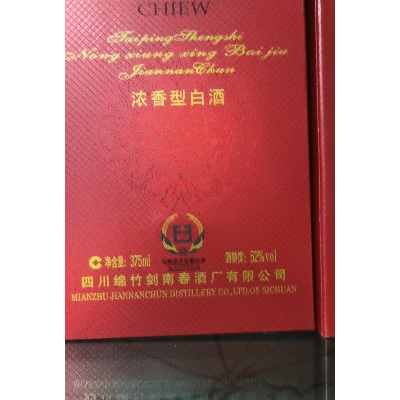 CHIEW
TaipingShengshi
Nong xiang xing Bai jiu
JiannanChun
浓香型白酒
净含量: 375ml
酒精度: 52%vol
四川绵竹剑南春酒厂有限公司
MIANZHU JIANNANCHUN DISTILLERY CO.,LTD.OF SICHUAN